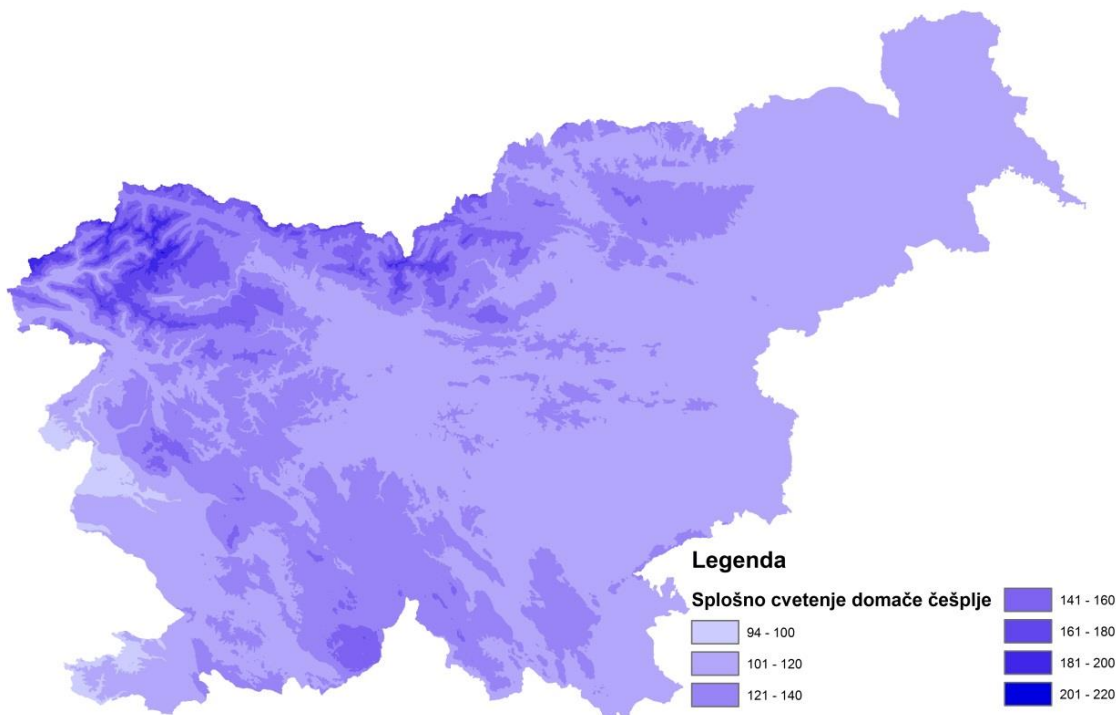 Legenda
Splošno cvetenje domače češplje
94 - 100
101 - 120
121 - 140
141 - 160
161 - 180
181 - 200
201 - 220